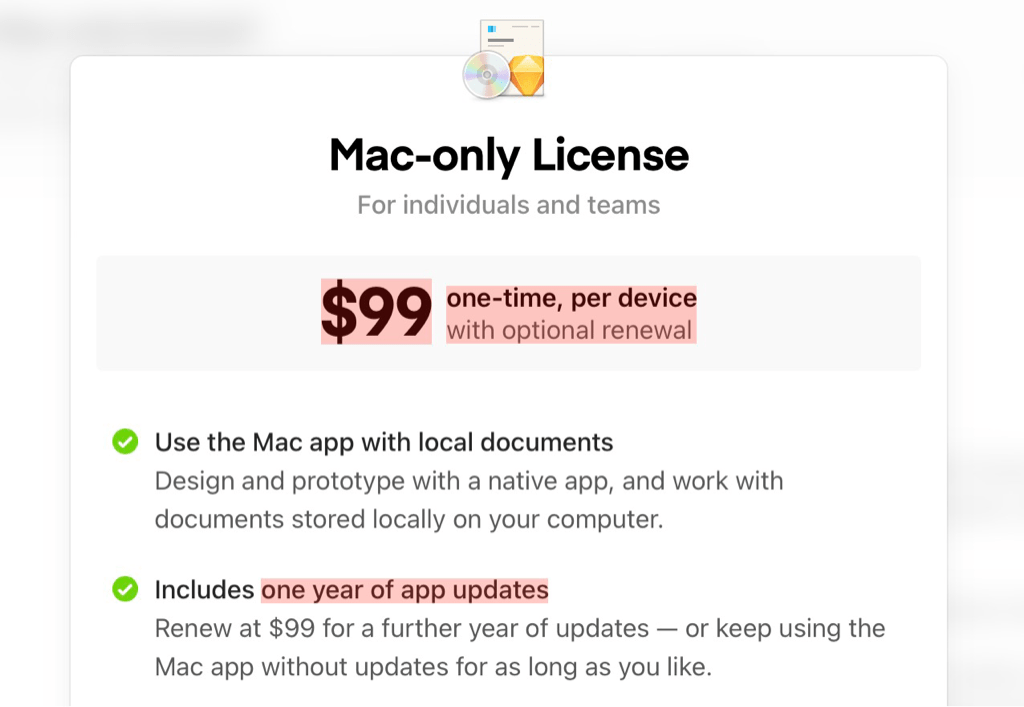 Mac-only License
For individuals and teams
$99
one-time, per device
with optional renewal
Use the Mac app with local documents
Design and prototype with a native app, and work with
documents stored locally on your computer.
Includes one year of app updates
Renew at $99 for a further year of updates — or keep using the
Mac app without updates for as long as you like.